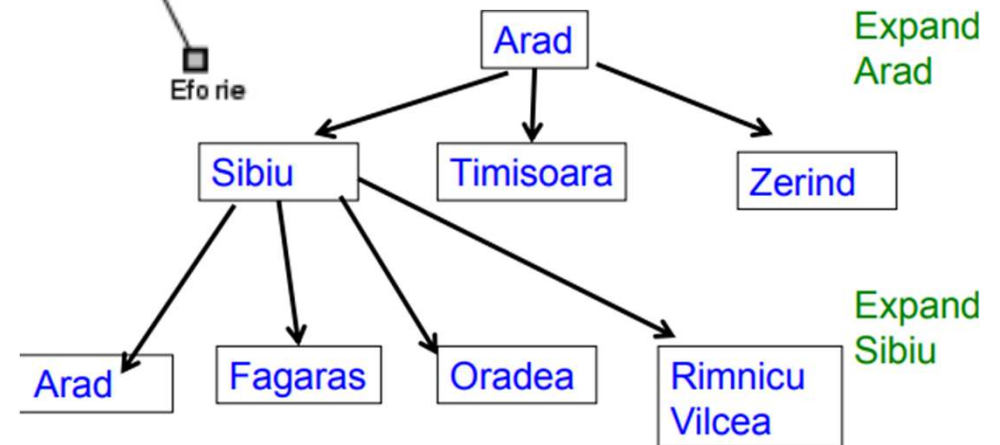 Arad
Expand
Arad
Efo rie
Sibiu
Timisoara
Zerind
Expand
Sibiu
Arad
Fagaras
Oradea
Rimnicu
Vilcea